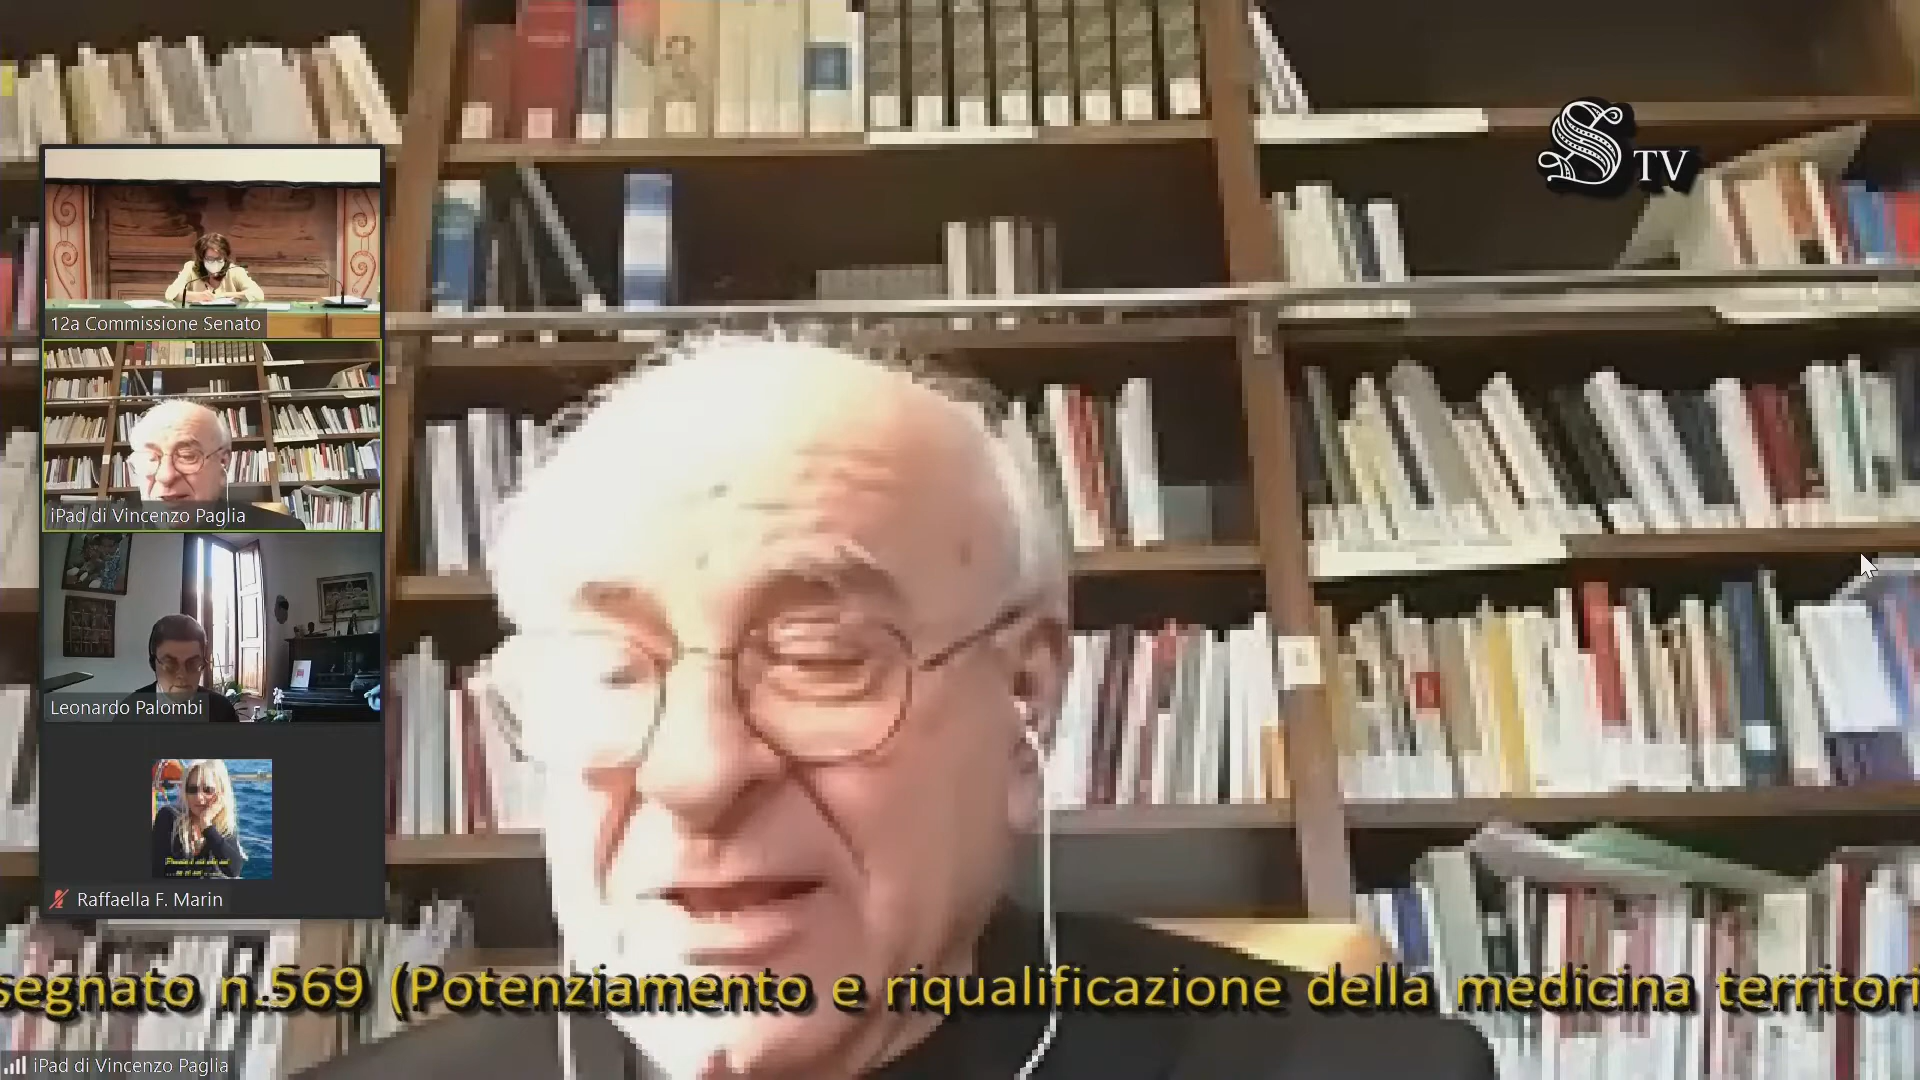 S TV
12a Commissione Senato
iPad di Vincenzo Paglia
Leonardo Palombi
Raffaella F. Marin
segnato n.569 (Potenziamento e riqualificazione della medicina territori
iPad di Vincenzo Paglia